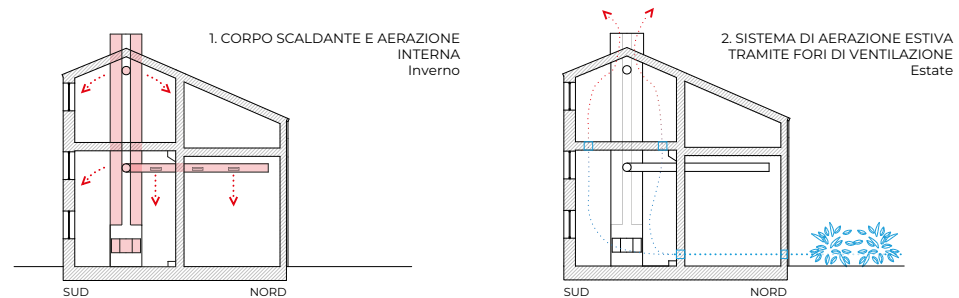 1. CORPO SCALDANTE E AERAZIONE
INTERNA
Inverno
SUD
NORD
2. SISTEMA DI AERAZIONE ESTIVA
TRAMITE FORI DI VENTILAZIONE
Estate
SUD
NORD